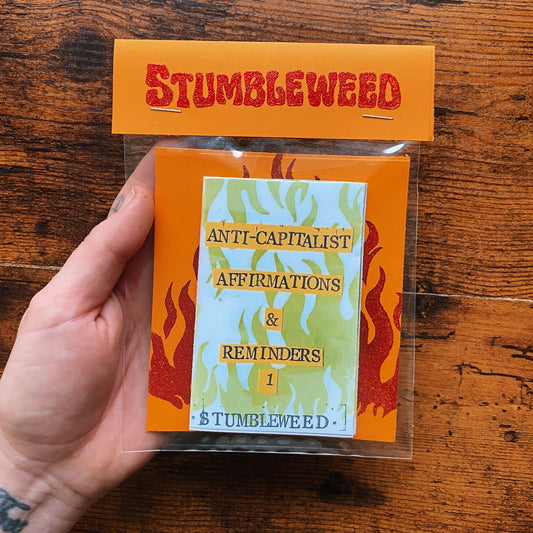 STUMBLEWEED
ANTI-CAPITALIST
AFFIRMATIONS
&
REMINDERS
1
STUMBLEWEED.